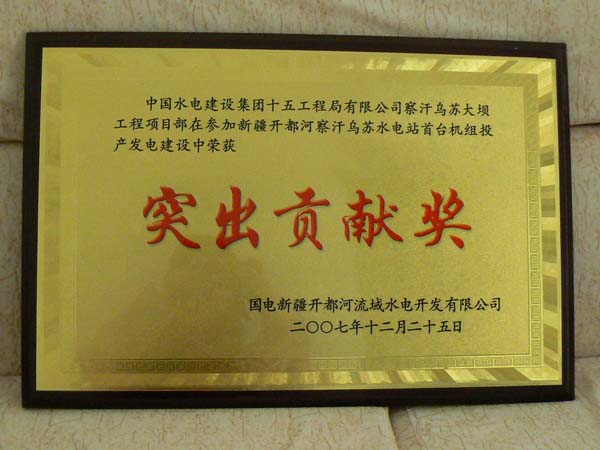 中国水电建设集团十五工程局有限公司察汗乌苏大坝
工程项目部在参加新疆开都河察汗乌苏水电站首台机组投
产发电建设中荣获
突出贡献奖
国电新疆开都河流域水电开发有限公司
二〇〇七年十二月二十五日